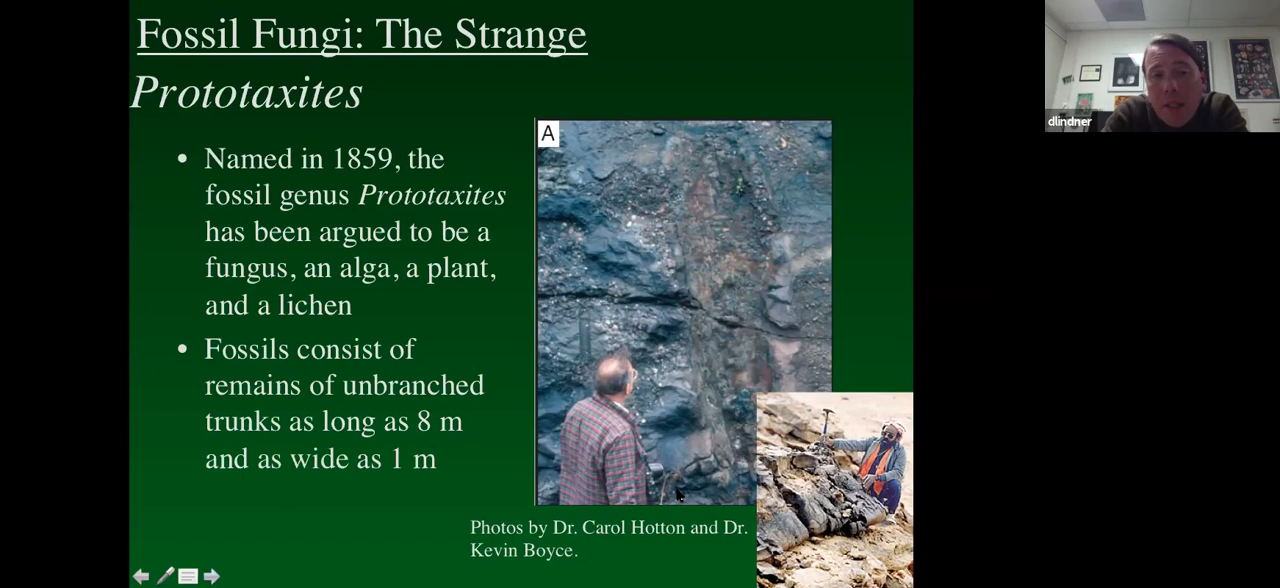 Fossil Fungi: The Strange
Prototaxites
• Named in 1859, the
fossil genus Prototaxites
has been argued to be a
fungus, an alga, a plant,
and a lichen
• Fossils consist of
remains of unbranched
trunks as long as 8 m
and as wide as 1 m
A
Photos by Dr. Carol Hotton and Dr.
Kevin Boyce.
dlindner